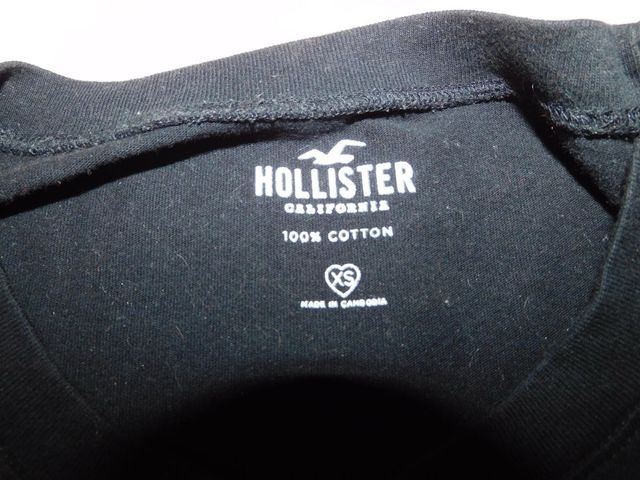 HOLLISTER
CALIFORNIA
100% COTTON
XS
MADE IN CAMBODIA